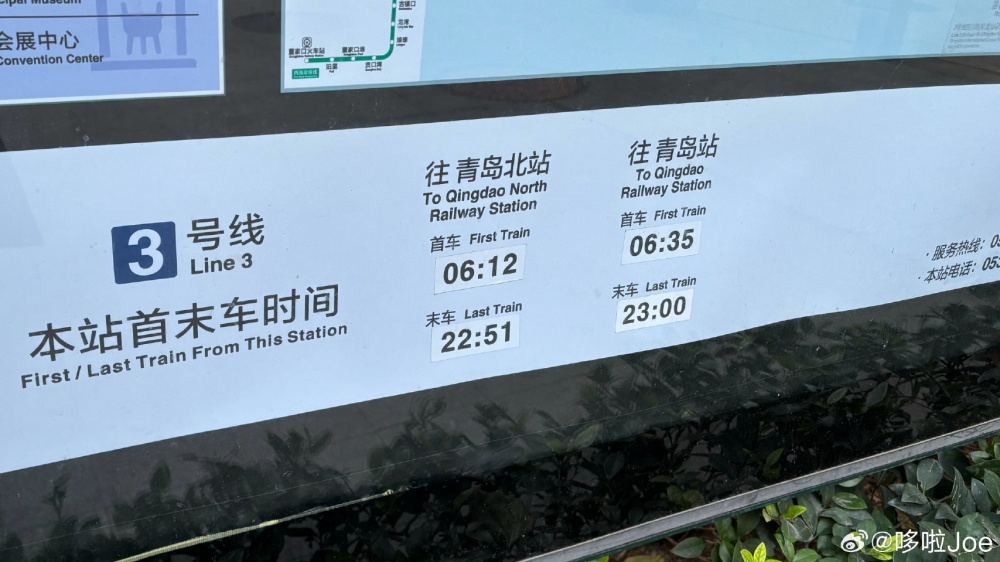 cipal Museum
会展中心
Convention Center
3
号线
Line 3
本站首末车时间
First / Last Train From This Station
往 青岛北站
To Qingdao North
Railway Station
首车 First Train
06:12
末车 Last Train
22:51
往 青岛站
To Qingdao
Railway Station
首车 First Train
06:35
末车 Last Train
23:00
· 服务热线：05
· 本站电话：053
@哆啦Joe